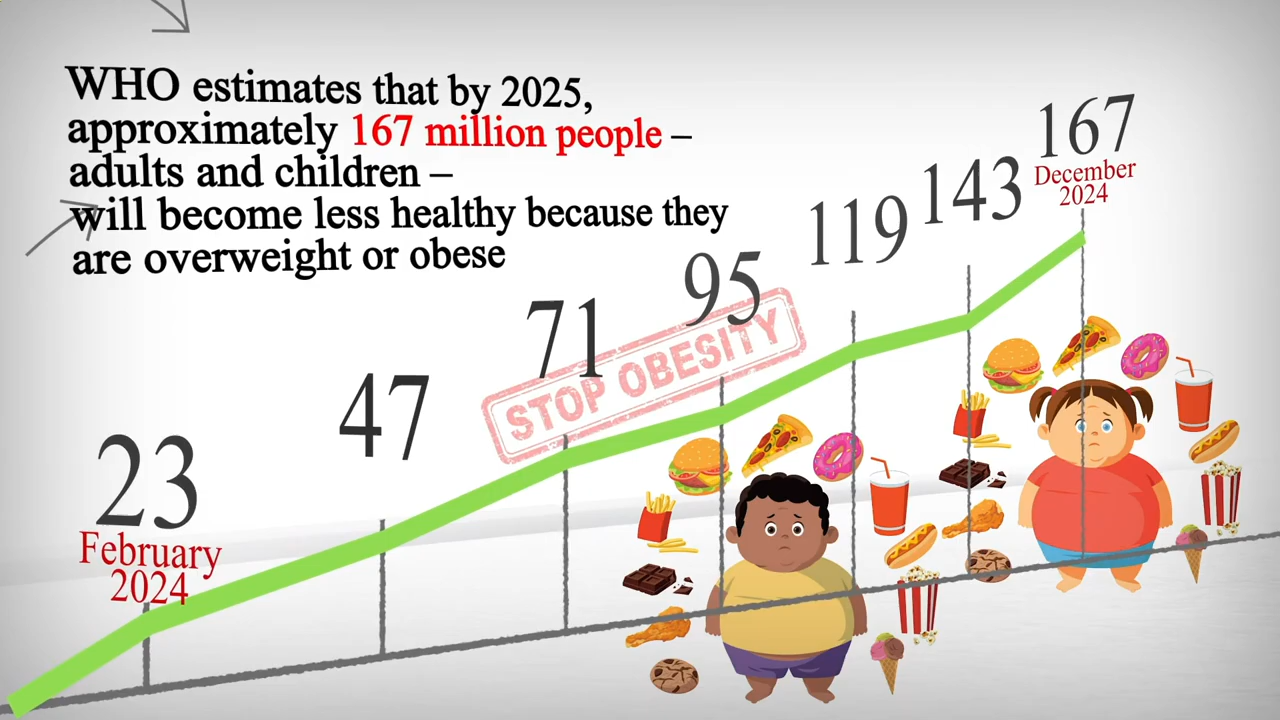 WHO estimates that by 2025,
approximately 167 million people –
adults and children –
will become less healthy because they
are overweight or obese
23
February
2024
47
71
95
119
143
167
December
2024
STOP OBESITY